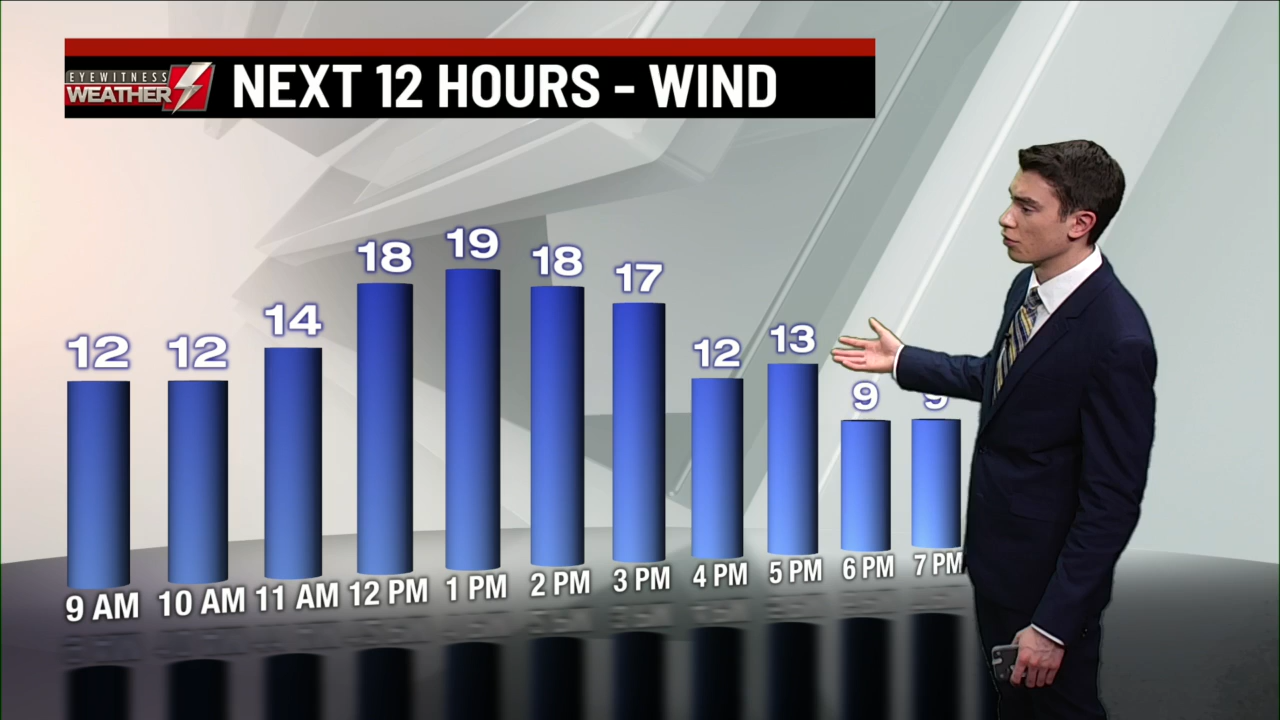 EYEWITNESS
WEATHER
NEXT 12 HOURS - WIND
12 12 14 18 19 18 17 12 13 9 9
9 AM 10 AM 11 AM 12 PM 1 PM 2 PM 3 PM 4 PM 5 PM 6 PM 7 PM